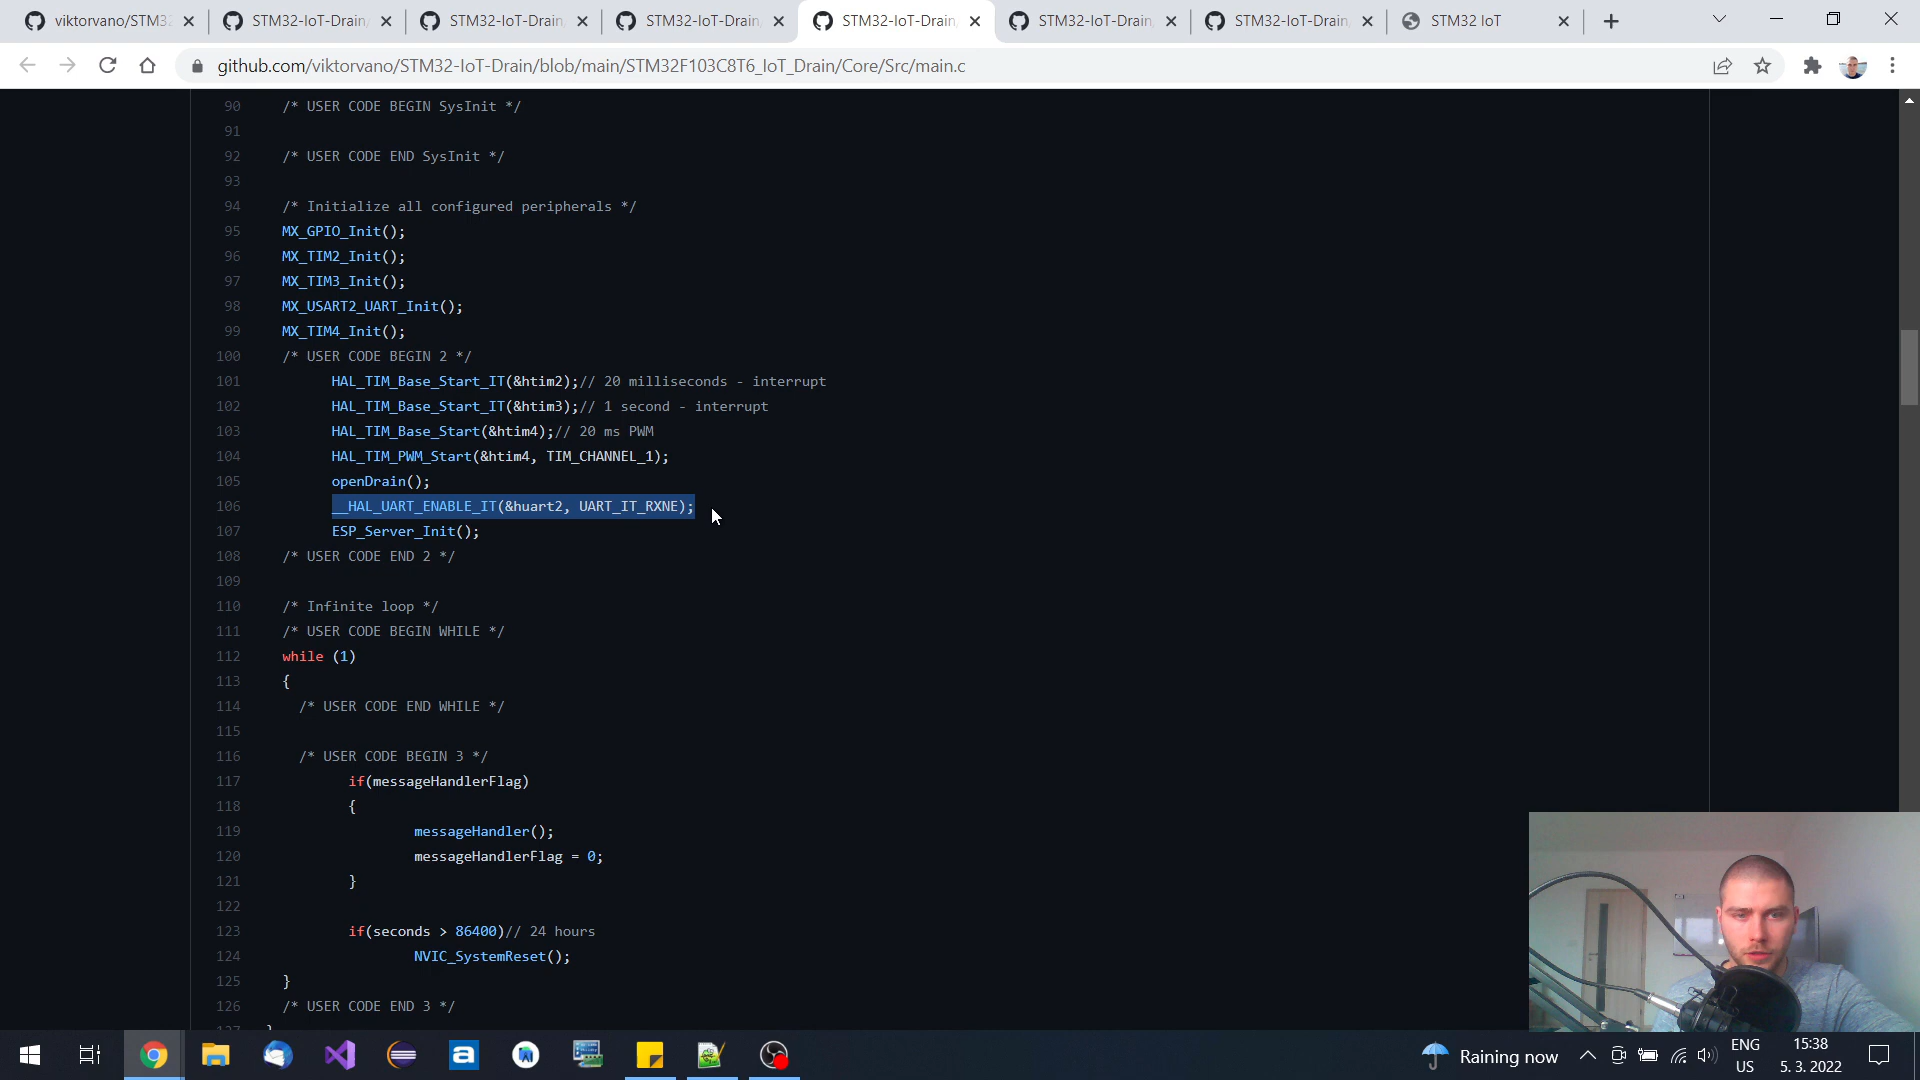 viktorvano/STM32
STM32-IoT-Drain
STM32-IoT-Drain
STM32-IoT-Drain
STM32-IoT-Drain
STM32-IoT-Drain
STM32-IoT-Drain
STM32 IoT
github.com/viktorvano/STM32-IoT-Drain/blob/main/STM32F103C8T6_IoT_Drain/Core/Src/main.c
90 /* USER CODE BEGIN SysInit */
91
92 /* USER CODE END SysInit */
93
94 /* Initialize all configured peripherals */
95 MX_GPIO_Init();
96 MX_TIM2_Init();
97 MX_TIM3_Init();
98 MX_USART2_UART_Init();
99 MX_TIM4_Init();
100 /* USER CODE BEGIN 2 */
101 HAL_TIM_Base_Start_IT(&htim2);// 20 milliseconds - interrupt
102 HAL_TIM_Base_Start_IT(&htim3);// 1 second - interrupt
103 HAL_TIM_Base_Start(&htim4);// 20 ms PWM
104 HAL_TIM_PWM_Start(&htim4, TIM_CHANNEL_1);
105 openDrain();
106 __HAL_UART_ENABLE_IT(&huart2, UART_IT_RXNE);
107 ESP_Server_Init();
108 /* USER CODE END 2 */
109
110 /* Infinite loop */
111 /* USER CODE BEGIN WHILE */
112 while (1)
113 {
114 /* USER CODE END WHILE */
115
116 /* USER CODE BEGIN 3 */
117 if(messageHandlerFlag)
118 {
119 messageHandler();
120 messageHandlerFlag = 0;
121 }
122
123 if(seconds > 86400)// 24 hours
124 NVIC_SystemReset();
125 }
126 /* USER CODE END 3 */
127 }
Raining now
ENG
US
15:38
5. 3. 2022